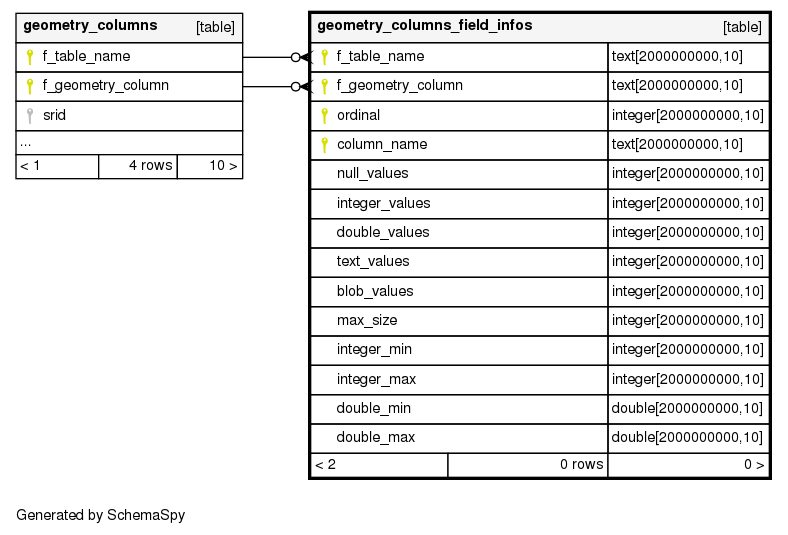 geometry_columns [table]
f_table_name
f_geometry_column
srid
...
< 1 4 rows 10 >
geometry_columns_field_infos [table]
f_table_name text[2000000000,10]
f_geometry_column text[2000000000,10]
ordinal integer[2000000000,10]
column_name text[2000000000,10]
null_values integer[2000000000,10]
integer_values integer[2000000000,10]
double_values integer[2000000000,10]
text_values integer[2000000000,10]
blob_values integer[2000000000,10]
max_size integer[2000000000,10]
integer_min integer[2000000000,10]
integer_max integer[2000000000,10]
double_min double[2000000000,10]
double_max double[2000000000,10]
< 2 0 rows 0 >
Generated by SchemaSpy